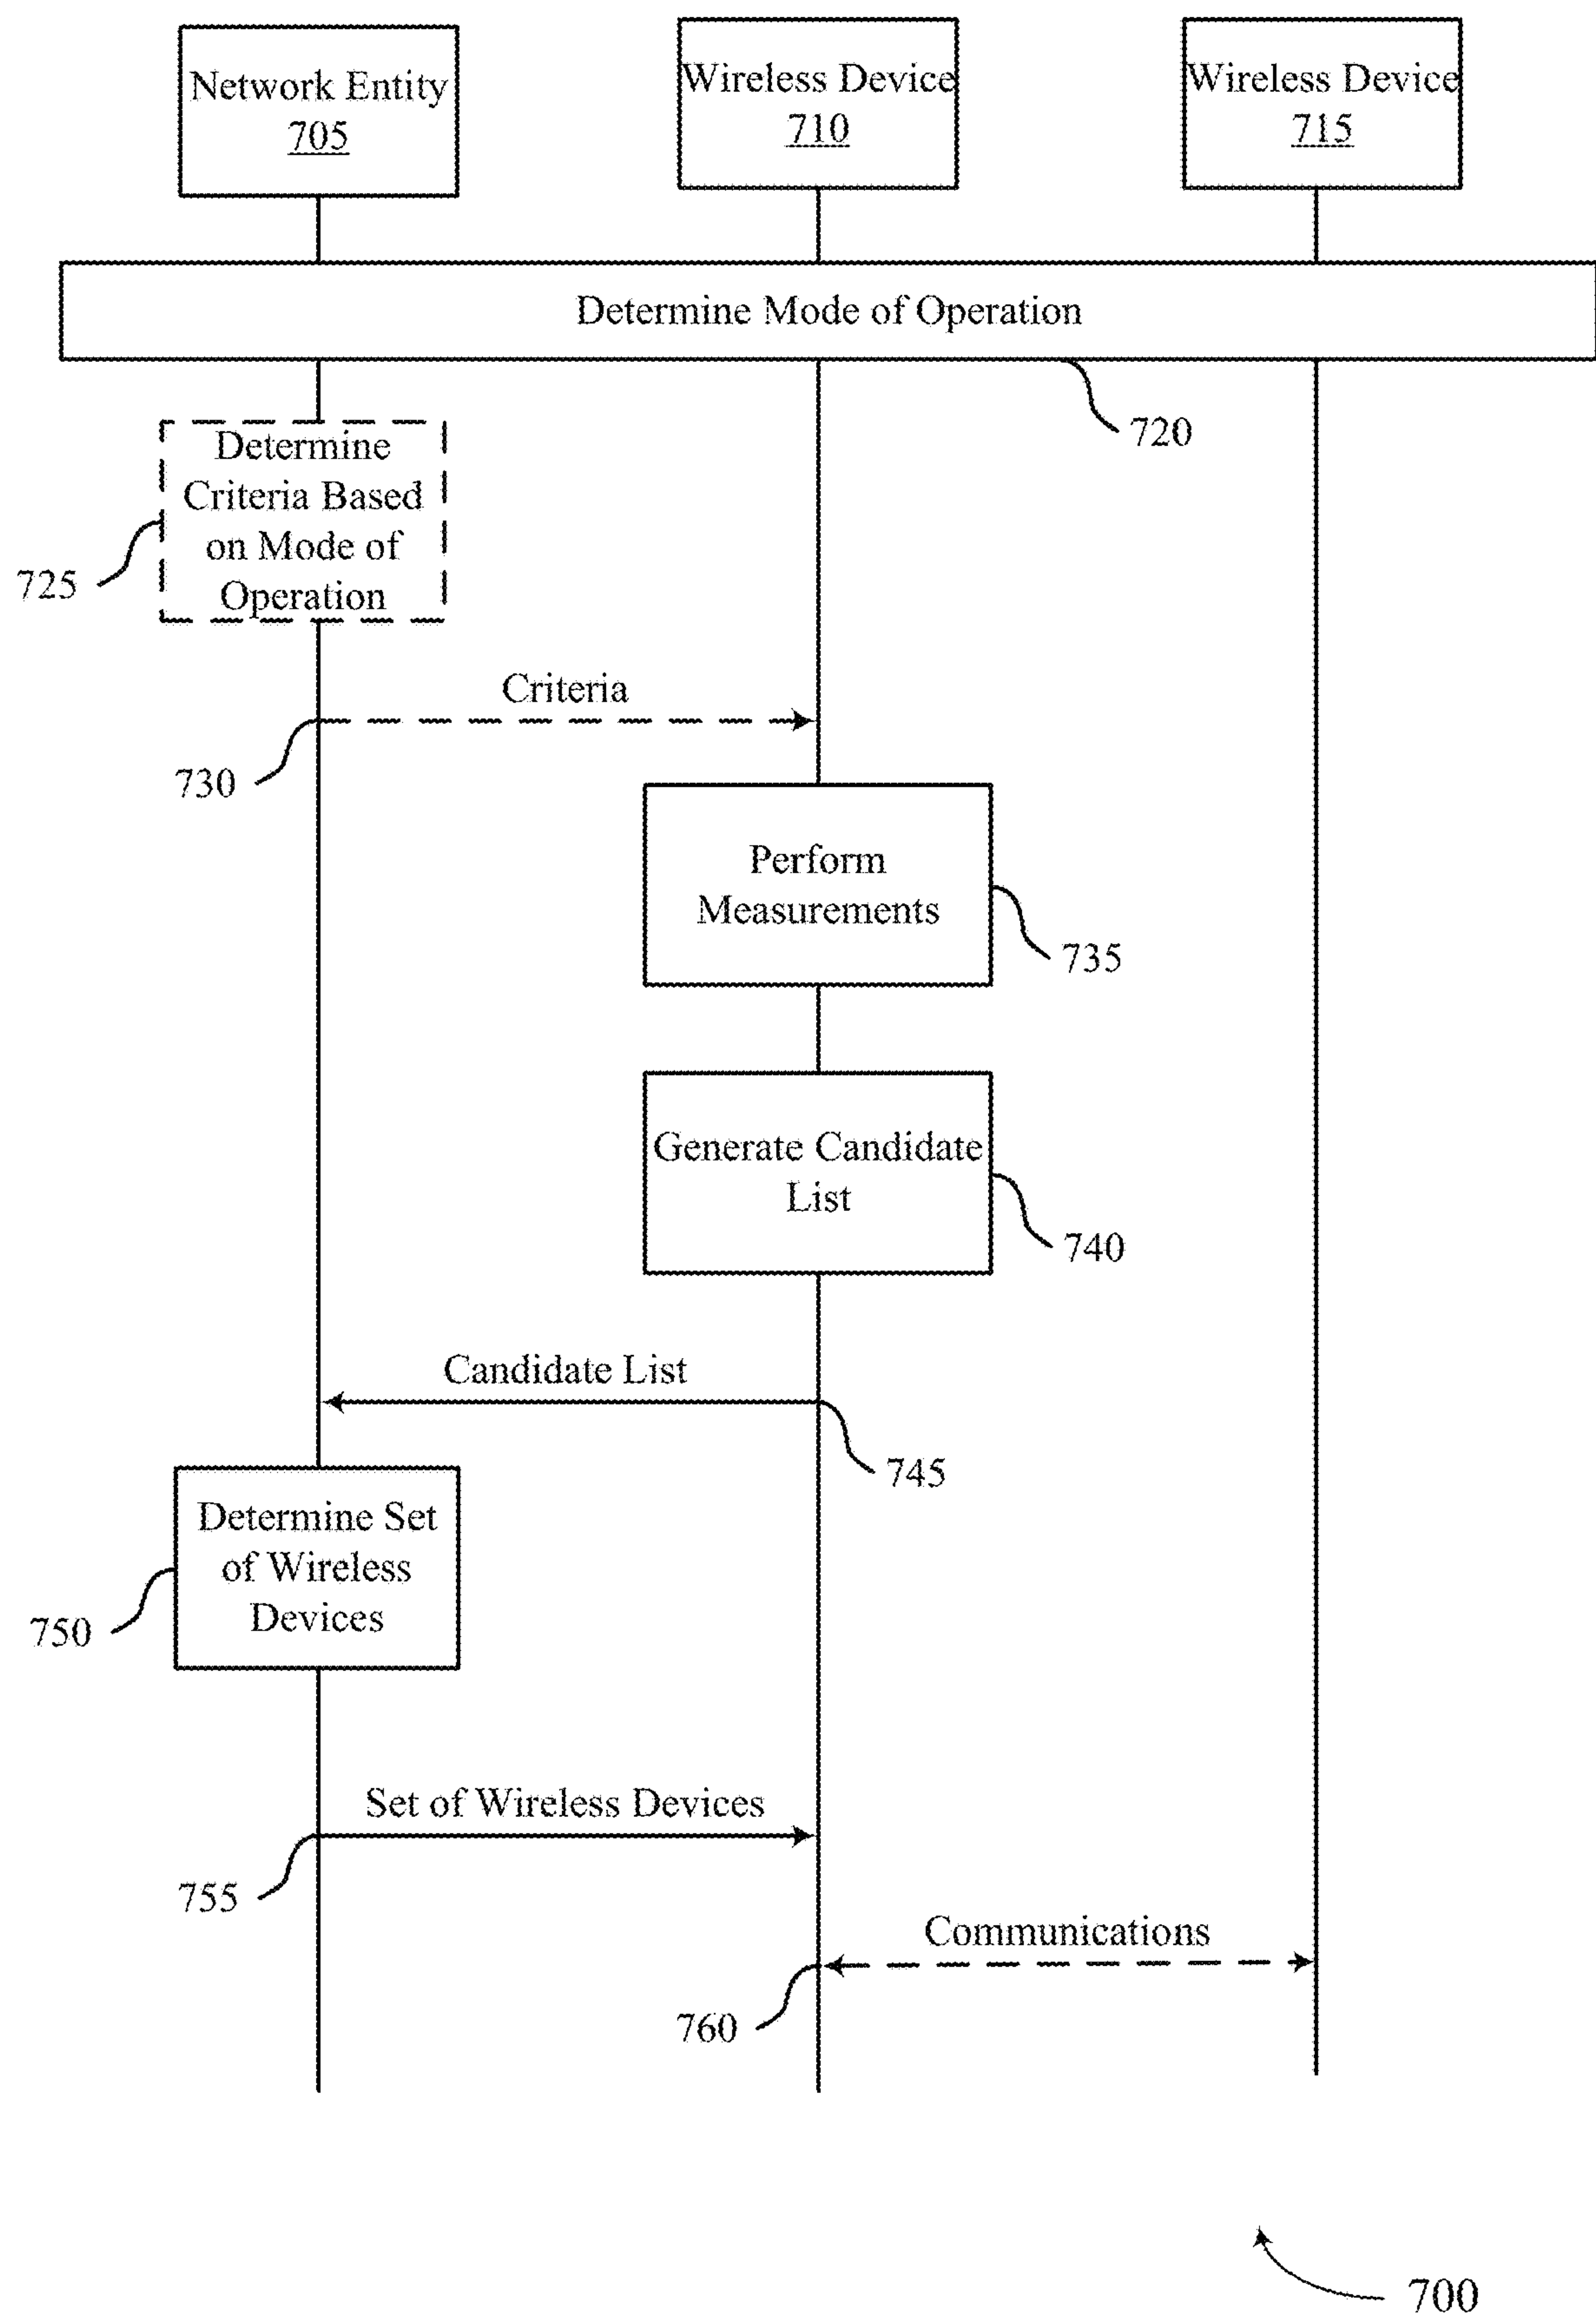 Network Entity
705
Wireless Device
710
Wireless Device
715
Determine Mode of Operation
720
Determine
Criteria Based
on Mode of
Operation
725
Criteria
730
Perform
Measurements
735
Generate Candidate
List
740
Candidate List
745
Determine Set
of Wireless
Devices
750
Set of Wireless Devices
755
Communications
760
700